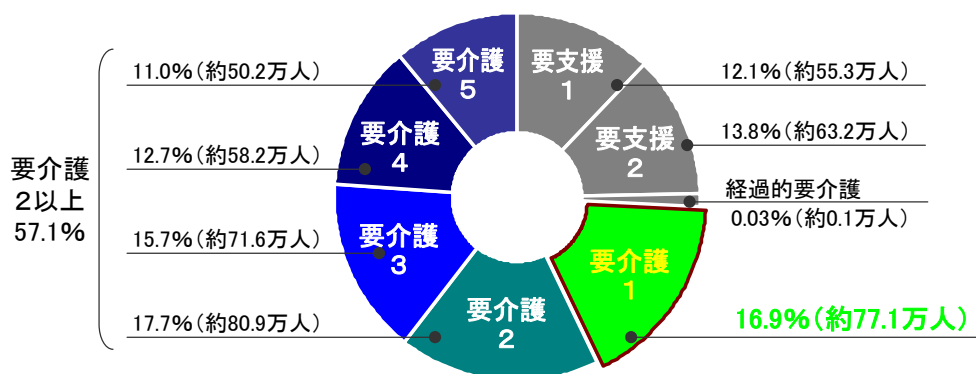 要介護
2以上
57.1%
11.0%(約50.2万人)
12.7%(約58.2万人)
15.7%(約71.6万人)
17.7%(約80.9万人)
要介護
5
要介護
4
要介護
3
要介護
2
要支援
1
要支援
2
要介護
1
12.1%(約55.3万人)
13.8%(約63.2万人)
経過的要介護
0.03%(約0.1万人)
16.9%(約77.1万人)